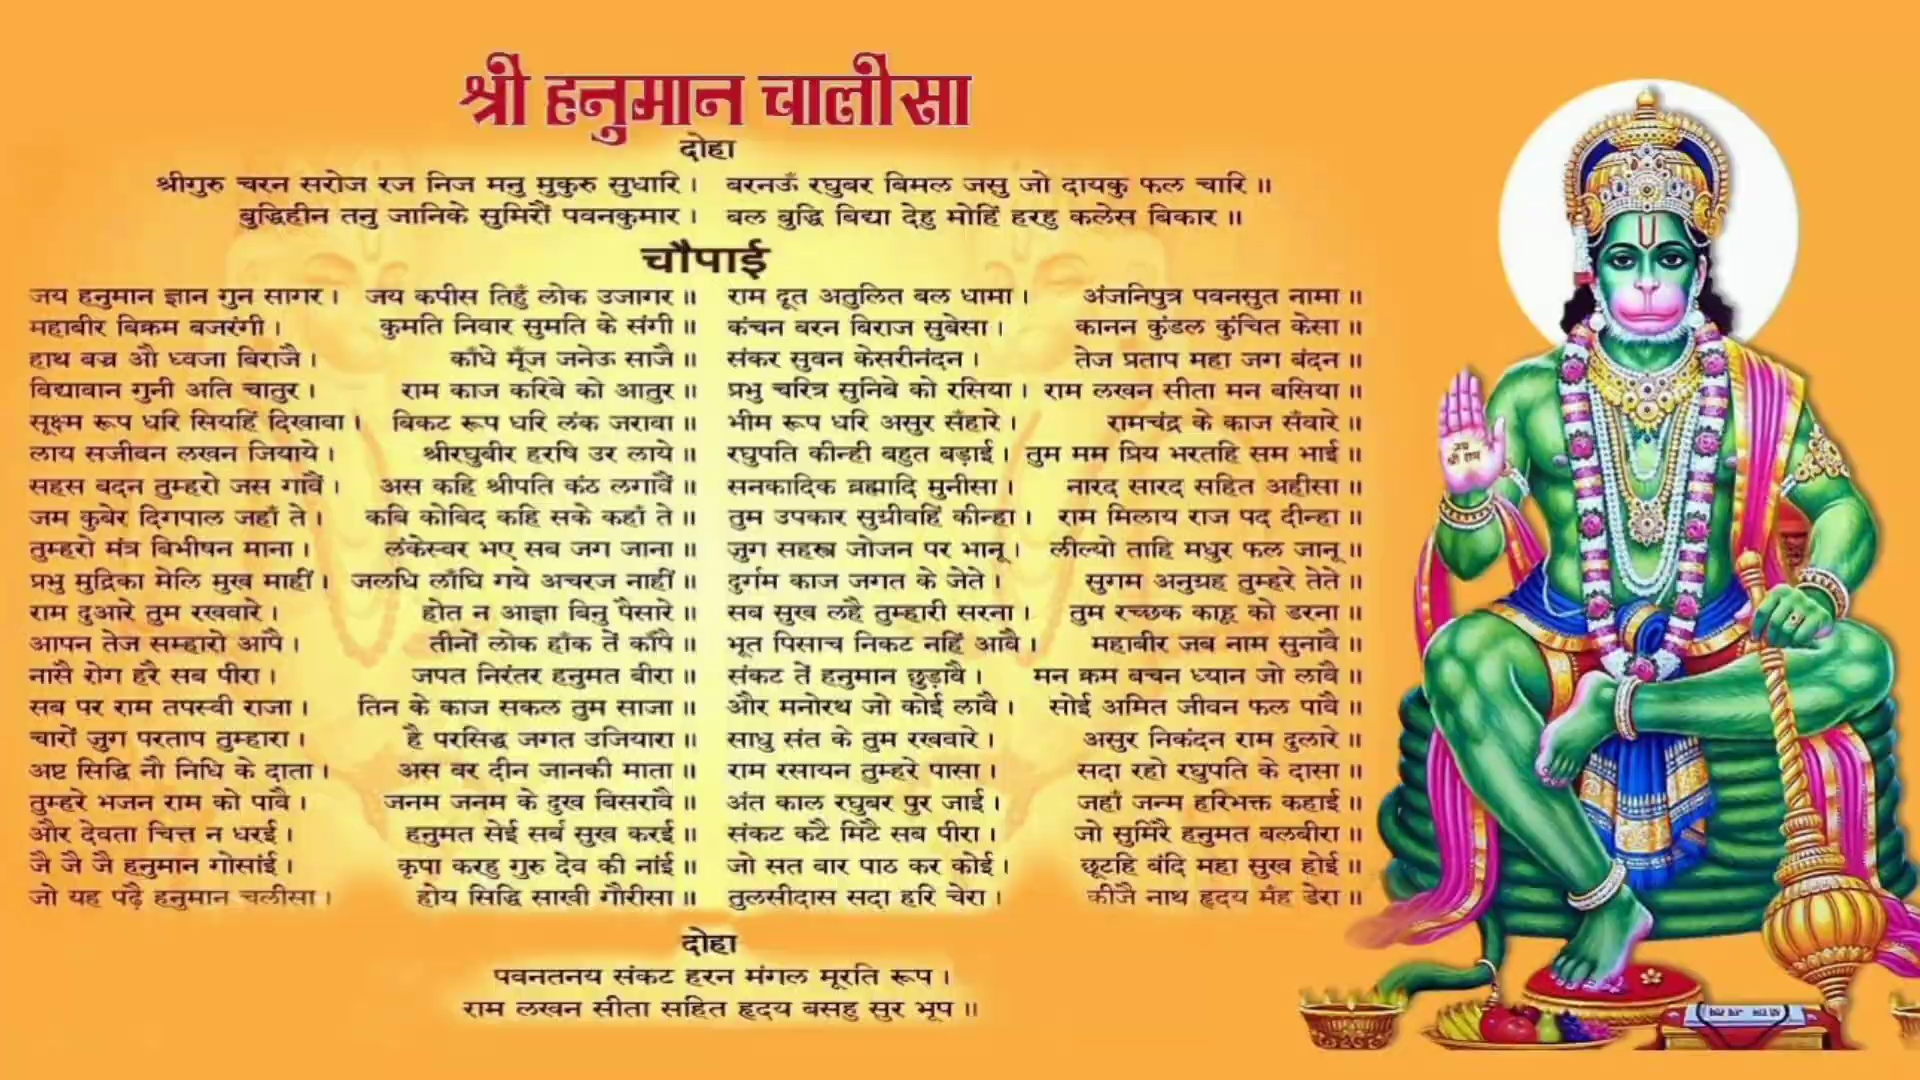 श्री हनुमान चालीसा
दोहा
श्रीगुरु चरन सरोज रज निज मनु मुकुरु सुधारि। बरनऊँ रघुबर बिमल जसु जो दायकु फल चारि॥
बुद्धिहीन तनु जानिके सुमिरौं पवनकुमार। बल बुद्धि बिद्या देहु मोहिं हरहु कलेस बिकार॥
चौपाई
जय हनुमान ज्ञान गुन सागर। जय कपीस तिहुँ लोक उजागर॥ राम दूत अतुलित बल धामा। अंजनिपुत्र पवनसुत नामा॥
महाबीर बिक्रम बजरंगी। कुमति निवार सुमति के संगी॥ कंचन बरन बिराज सुबेसा। कानन कुंडल कुंचित केसा॥
हाथ बज्र औ ध्वजा बिराजै। काँधे मूँज जनेऊ साजै॥ संकर सुवन केसरीनंदन। तेज प्रताप महा जग बंदन॥
विद्यावान गुनी अति चातुर। राम काज करिबे को आतुर॥ प्रभु चरित्र सुनिबे को रसिया। राम लखन सीता मन बसिया॥
सूक्ष्म रूप धरि सियहिं दिखावा। बिकट रूप धरि लंक जरावा॥ भीम रूप धरि असुर सँहारे। रामचंद्र के काज सँवारे॥
लाय सजीवन लखन जियाये। श्रीरघुबीर हरषि उर लाये॥ रघुपति कीन्ही बहुत बड़ाई। तुम मम प्रिय भरतहि सम भाई॥
सहस बदन तुम्हरो जस गावैं। अस कहि श्रीपति कंठ लगावैं॥ सनकादिक ब्रह्मादि मुनीसा। नारद सारद सहित अहीसा॥
जम कुबेर दिगपाल जहाँ ते। कबि कोबिद कहि सके कहाँ ते॥ तुम उपकार सुग्रीवहिं कीन्हा। राम मिलाय राज पद दीन्हा॥
तुम्हरो मंत्र बिभीषन माना। लंकेस्वर भए सब जग जाना॥ जुग सहस्त्र जोजन पर भानू। लील्यो ताहि मधुर फल जानू॥
प्रभु मुद्रिका मेलि मुख माहीं। जलधि लाँघि गये अचरज नाहीं॥ दुर्गम काज जगत के जेते। सुगम अनुग्रह तुम्हरे तेते॥
राम दुआरे तुम रखवारे। होत न आज्ञा बिनु पैसारे॥ सब सुख लहै तुम्हारी सरना। तुम रच्छक काहू को डरना॥
आपन तेज सम्हारो आपै। तीनों लोक हाँक तें काँपै॥ भूत पिसाच निकट नहिं आवै। महाबीर जब नाम सुनावै॥
नासै रोग हरै सब पीरा। जपत निरंतर हनुमत बीरा॥ संकट तें हनुमान छुड़ावै। मन क्रम बचन ध्यान जो लावै॥
सब पर राम तपस्वी राजा। तिन के काज सकल तुम साजा॥ और मनोरथ जो कोई लावै। सोई अमित जीवन फल पावै॥
चारों जुग परताप तुम्हारा। है परसिद्ध जगत उजियारा॥ साधु संत के तुम रखवारे। असुर निकंदन राम दुलारे॥
अष्ट सिद्धि नौ निधि के दाता। अस बर दीन जानकी माता॥ राम रसायन तुम्हरे पासा। सदा रहो रघुपति के दासा॥
तुम्हरे भजन राम को पावै। जनम जनम के दुख बिसरावै॥ अंत काल रघुबर पुर जाई। जहाँ जन्म हरिभक्त कहाई॥
और देवता चित्त न धरई। हनुमत सेई सर्ब सुख करई॥ संकट कटै मिटै सब पीरा। जो सुमिरै हनुमत बलबीरा॥
जै जै जै हनुमान गोसांई। कृपा करहु गुरु देव की नांई॥ जो सत बार पाठ कर कोई। छूटहि बंदि महा सुख होई॥
जो यह पढ़ै हनुमान चलीसा। होय सिद्धि साखी गौरीसा॥ तुलसीदास सदा हरि चेरा। कीजै नाथ हृदय मँह डेरा॥
दोहा
पवनतनय संकट हरन मंगल मूरति रूप।
राम लखन सीता सहित हृदय बसहु सुर भूप॥
जय
श्री राम